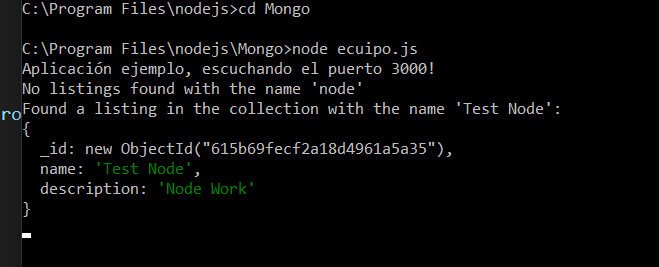 C:\Program Files\nodejs>cd Mongo
C:\Program Files\nodejs\Mongo>node ecuipo.js
Aplicación ejemplo, escuchando el puerto 3000!
No listings found with the name 'node'
ro
Found a listing in the collection with the name 'Test Node':
{
  _id: new ObjectId("615b69fecf2a18d4961a5a35"),
  name: 'Test Node',
  description: 'Node Work'
}